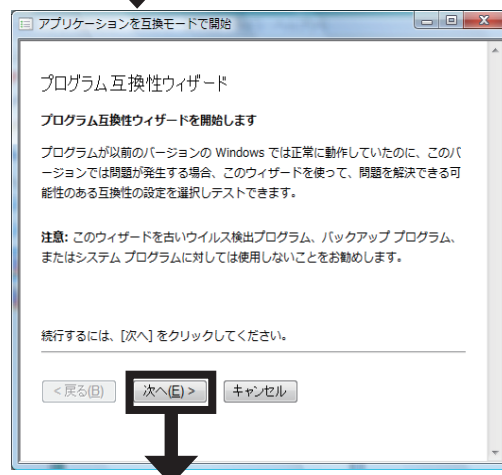 アプリケーションを互換モードで開始
プログラム互換性ウィザード
プログラム互換性ウィザードを開始します
プログラムが以前のバージョンの Windows では正常に動作していたのに、このバ
ージョンでは問題が発生する場合、このウィザードを使って、問題を解決できる可
能性のある互換性の設定を選択しテストできます。
注意: このウィザードを古いウイルス検出プログラム、バックアップ プログラム、
またはシステム プログラムに対しては使用しないことをお勧めします。
続行するには、[次へ] をクリックしてください。
< 戻る(B) 次へ(E) > キャンセル